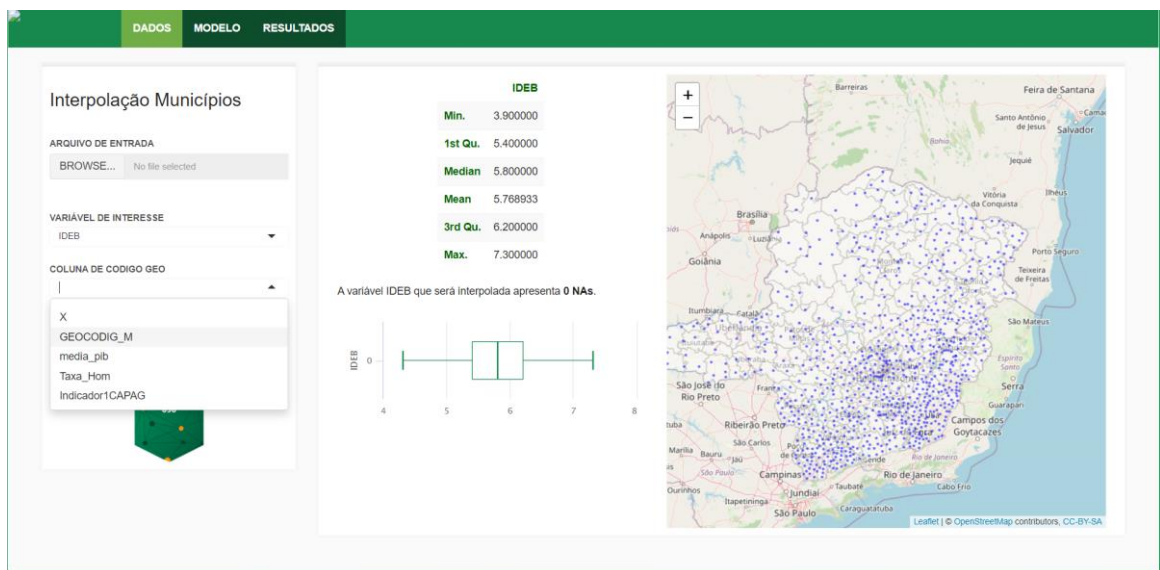 DADOS MODELO RESULTADOS
Interpolação Municípios
ARQUIVO DE ENTRADA
BROWSE... No file selected
VARIÁVEL DE INTERESSE
IDEB
COLUNA DE CODIGO GEO
X
GEOCODIG_M
media_pib
Taxa_Hom
Indicador1CAPAG
IDEB
Min. 3.900000
1st Qu. 5.400000
Median 5.800000
Mean 5.768933
3rd Qu. 6.200000
Max. 7.300000
A variável IDEB que será interpolada apresenta 0 NAs.
IDEB
0
4 5 6 7 8
+
−
Barreiras
Feira de Santana
Santo Antônio de Jesus
Salvador
Bahia
Jequié
Vitória da Conquista
Ilhéus
Brasília
Anápolis
Goiânia
Porto Seguro
Teixeira de Freitas
Itumbiara
São Mateus
Espírito Santo
Serra
Guarapari
São José do Rio Preto
Campos dos Goytacazes
Ribeirão Preto
São Carlos
Marília
Bauru
Jaú
São Paulo
Campinas
Rio de Janeiro
Rio de Janeiro
Ourinhos
Jundiaí
Taubaté
Cabo Frio
Itapetininga
São Paulo
Caraguatatuba
Leaflet | © OpenStreetMap contributors, CC-BY-SA